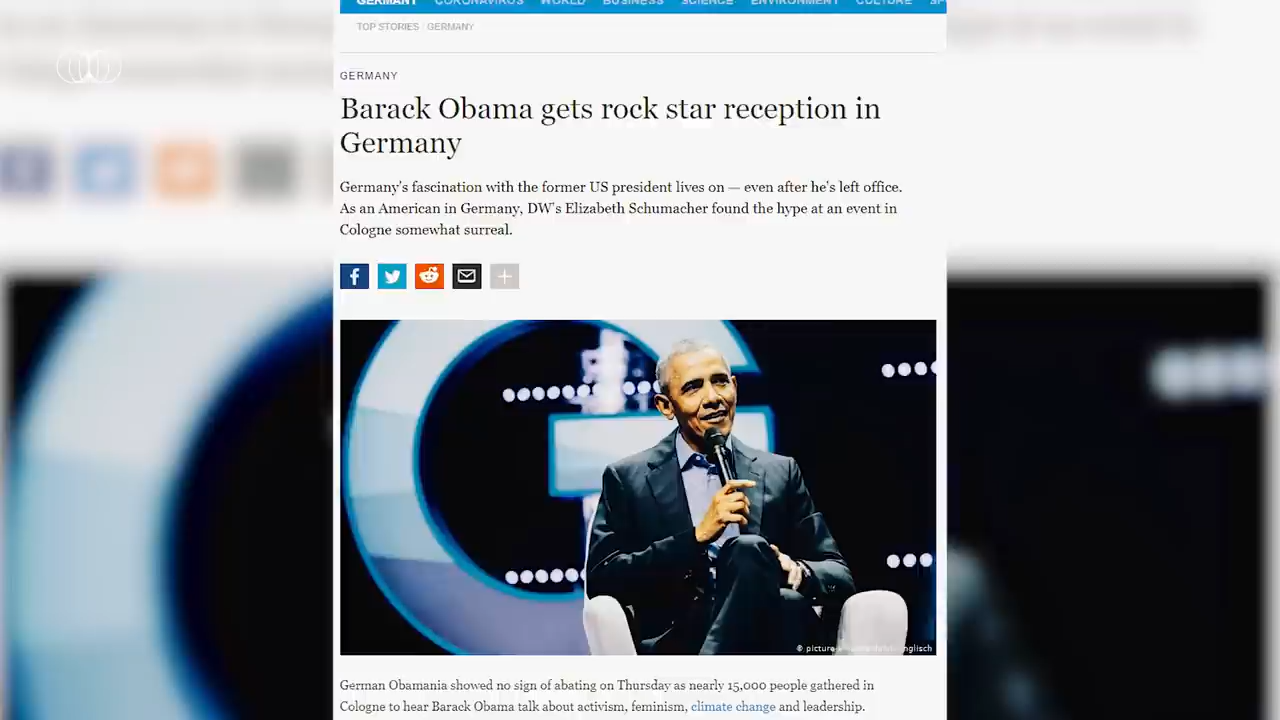 GERMANY CORONAVIRUS WORLD BUSINESS SCIENCE ENVIRONMENT CULTURE
TOP STORIES GERMANY
GERMANY
Barack Obama gets rock star reception in
Germany
Germany's fascination with the former US president lives on — even after he's left office.
As an American in Germany, DW's Elizabeth Schumacher found the hype at an event in
Cologne somewhat surreal.
© picture
German Obamania showed no sign of abating on Thursday as nearly 15,000 people gathered in
Cologne to hear Barack Obama talk about activism, feminism, climate change and leadership.